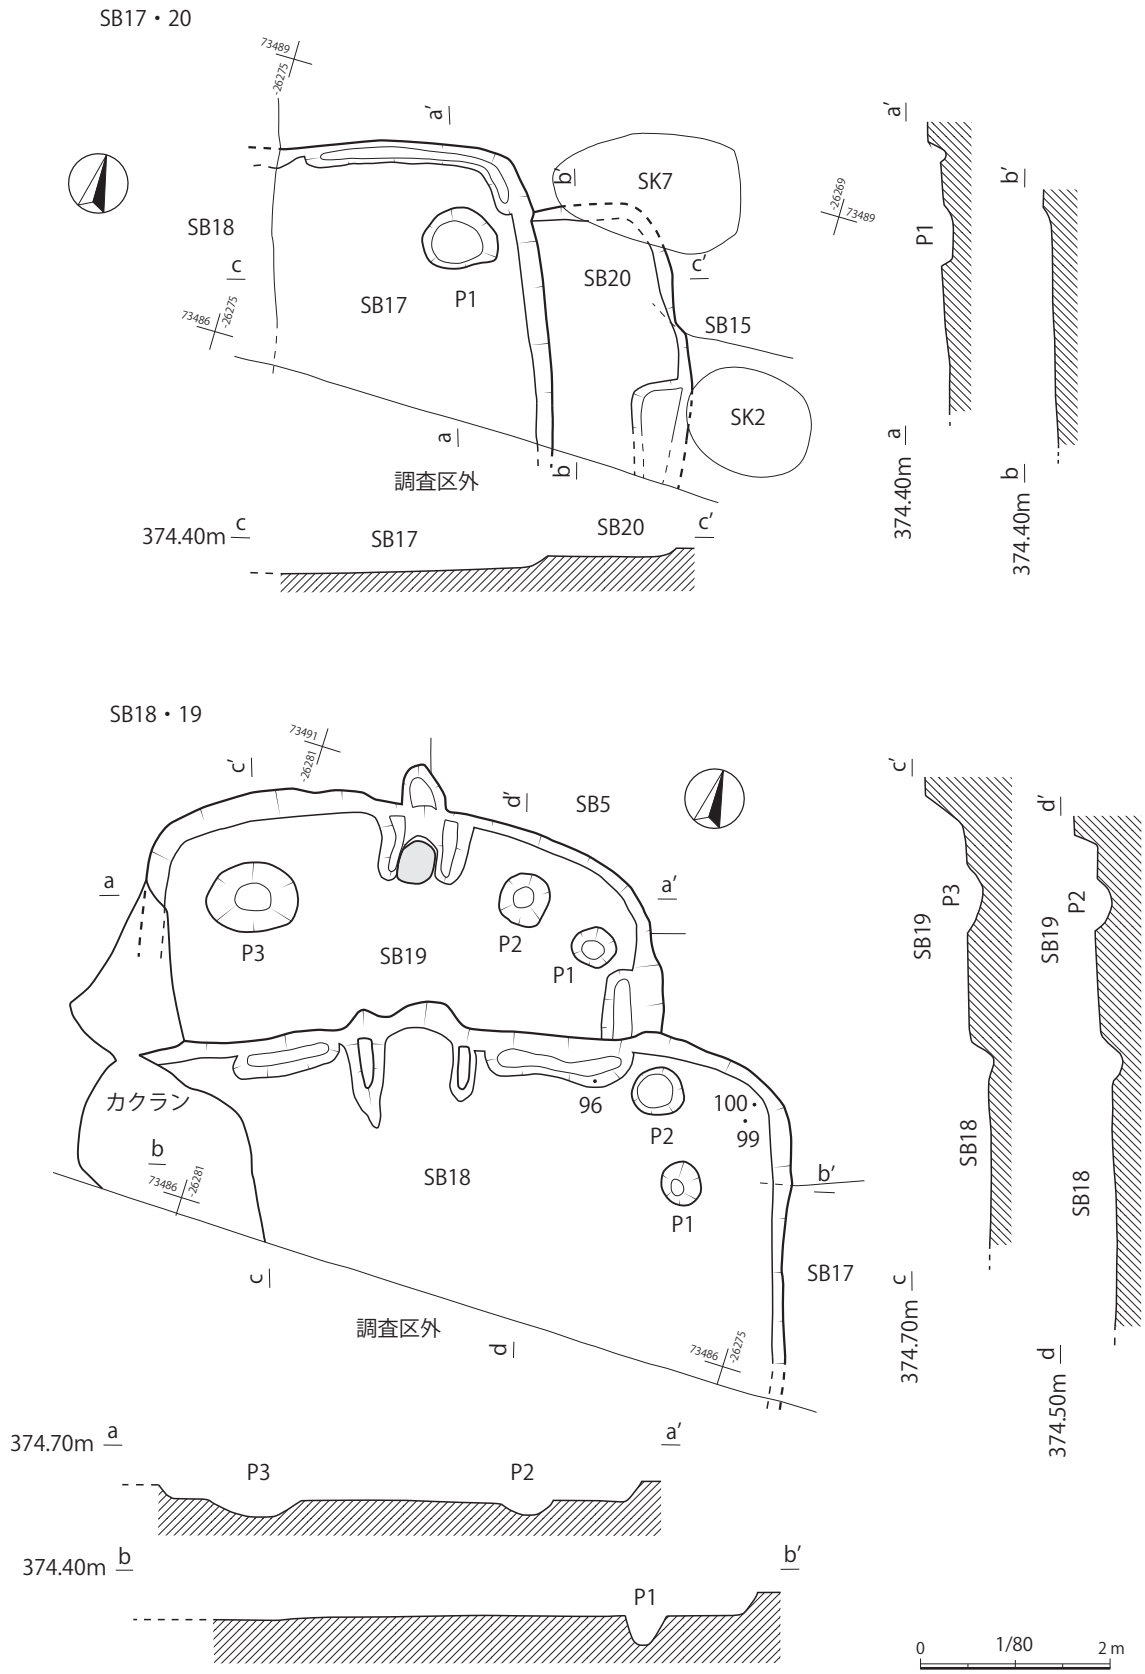 SB17・20
73489
-26275
a'
SK7
b'
-26269
73489
SB18
c
SB17
P1
SB20
c'
SB15
73486
-26275
SK2
a
b
調査区外
374.40m c
SB17
SB20
c'
a'
P1
a
374.40m
b'
b
374.40m
SB18・19
73491
-26281
c'
d'
SB5
a
a'
P3
SB19
P2
P1
カクラン
96
P2
100
99
b
73486
-26281
SB18
P1
b'
SB17
c
調査区外
d
73486
-26275
c'
P3
SB19
SB18
c
374.70m
d'
P2
SB19
SB18
d
374.50m
374.70m a
P3
P2
a'
374.40m b
P1
b'
0 1/80 2m